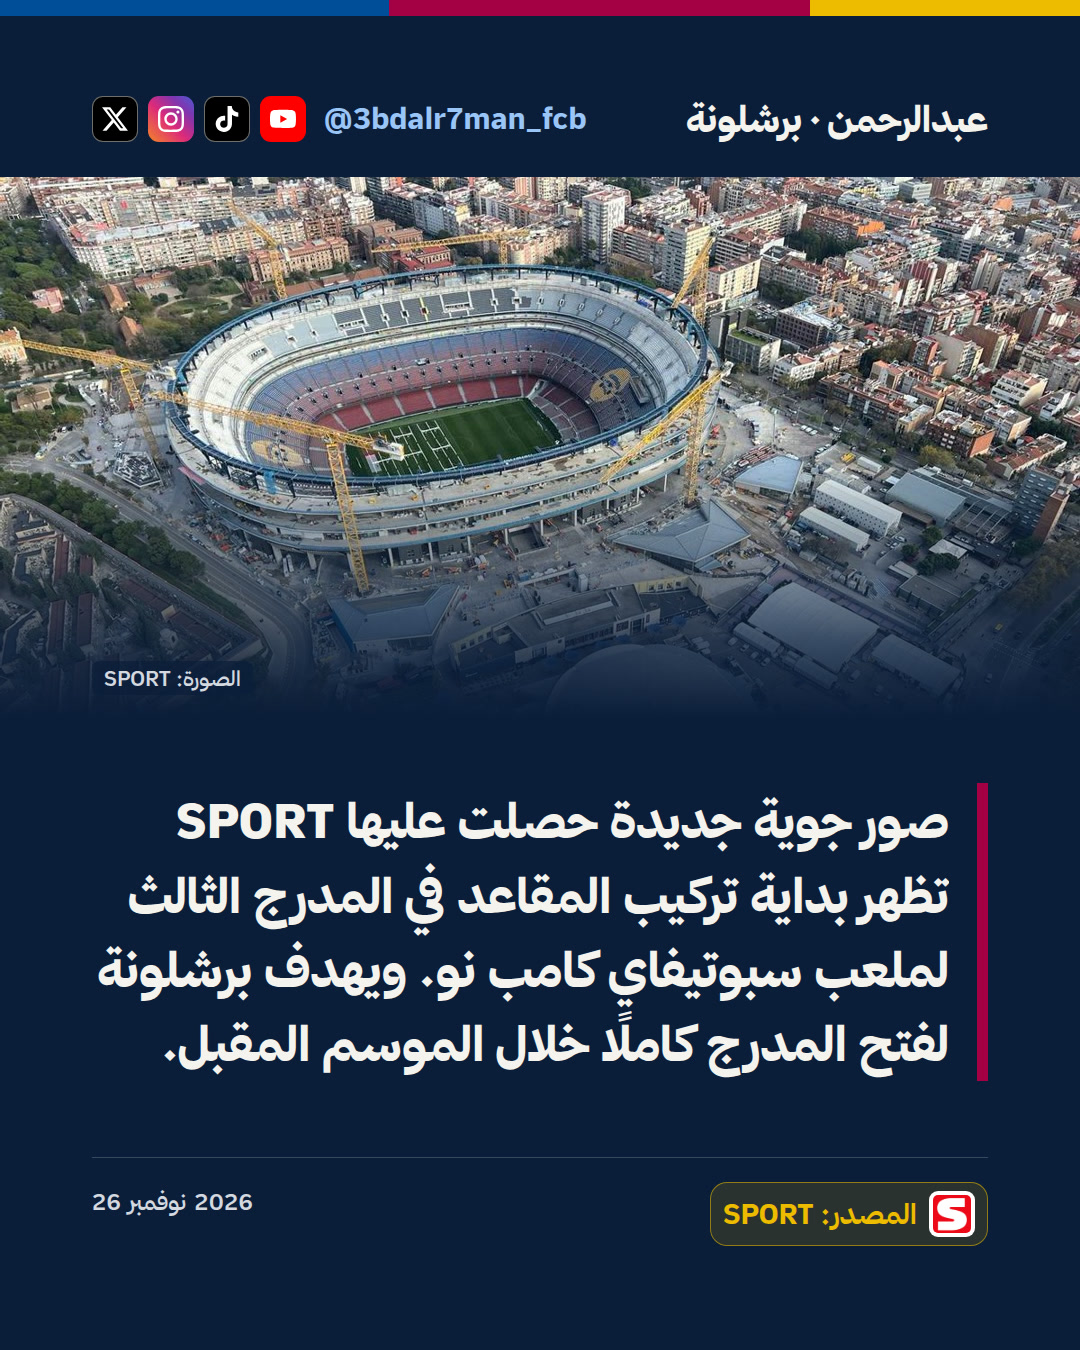 عبدالرحمن · برشلونة
@3bdalr7man_fcb
الصورة: SPORT
صور جوية جديدة حصلت عليها SPORT
تظهر بداية تركيب المقاعد في المدرج الثالث
لملعب سبوتيفاي كامب نو. ويهدف برشلونة
لفتح المدرج كاملًا خلال الموسم المقبل.
المصدر: SPORT
26 نوفمبر 2026